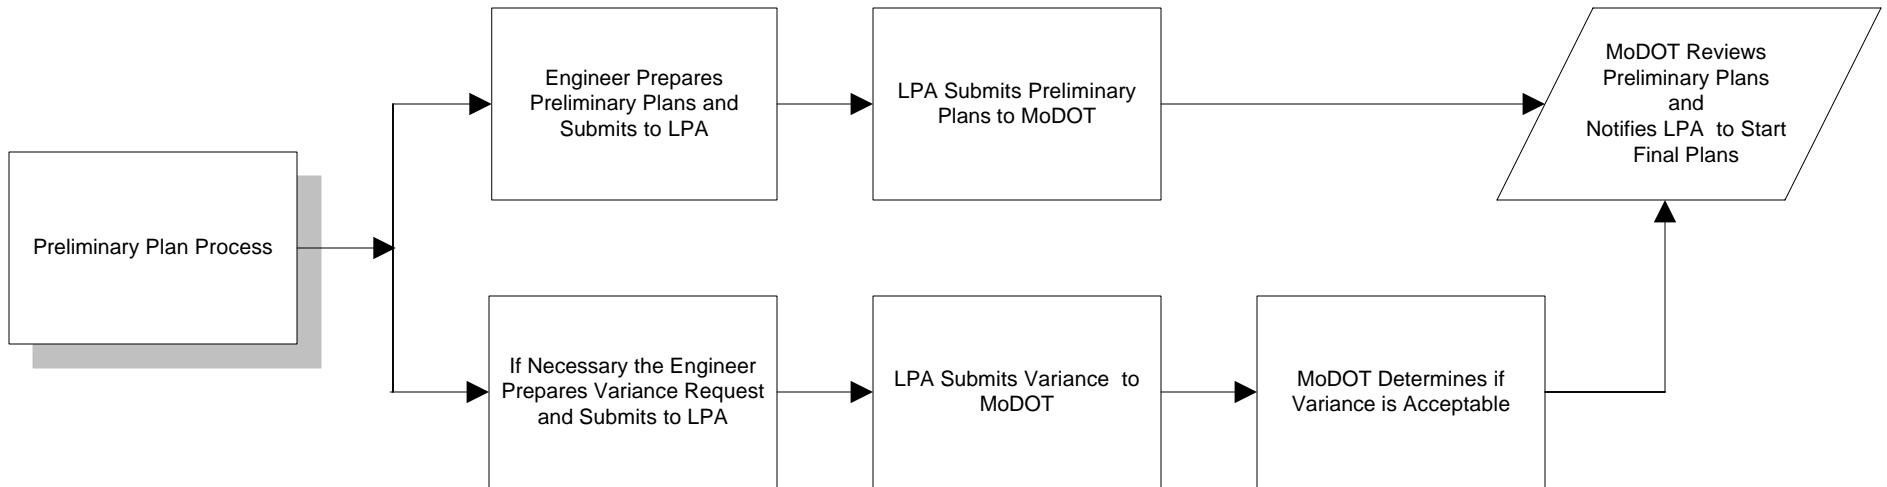 Preliminary Plan Process
Engineer Prepares
Preliminary Plans and
Submits to LPA
LPA Submits Preliminary
Plans to MoDOT
MoDOT Reviews
Preliminary Plans
and
Notifies LPA  to Start
Final Plans
If Necessary the Engineer
Prepares Variance Request
and Submits to LPA
LPA Submits Variance  to
MoDOT
MoDOT Determines if
Variance is Acceptable